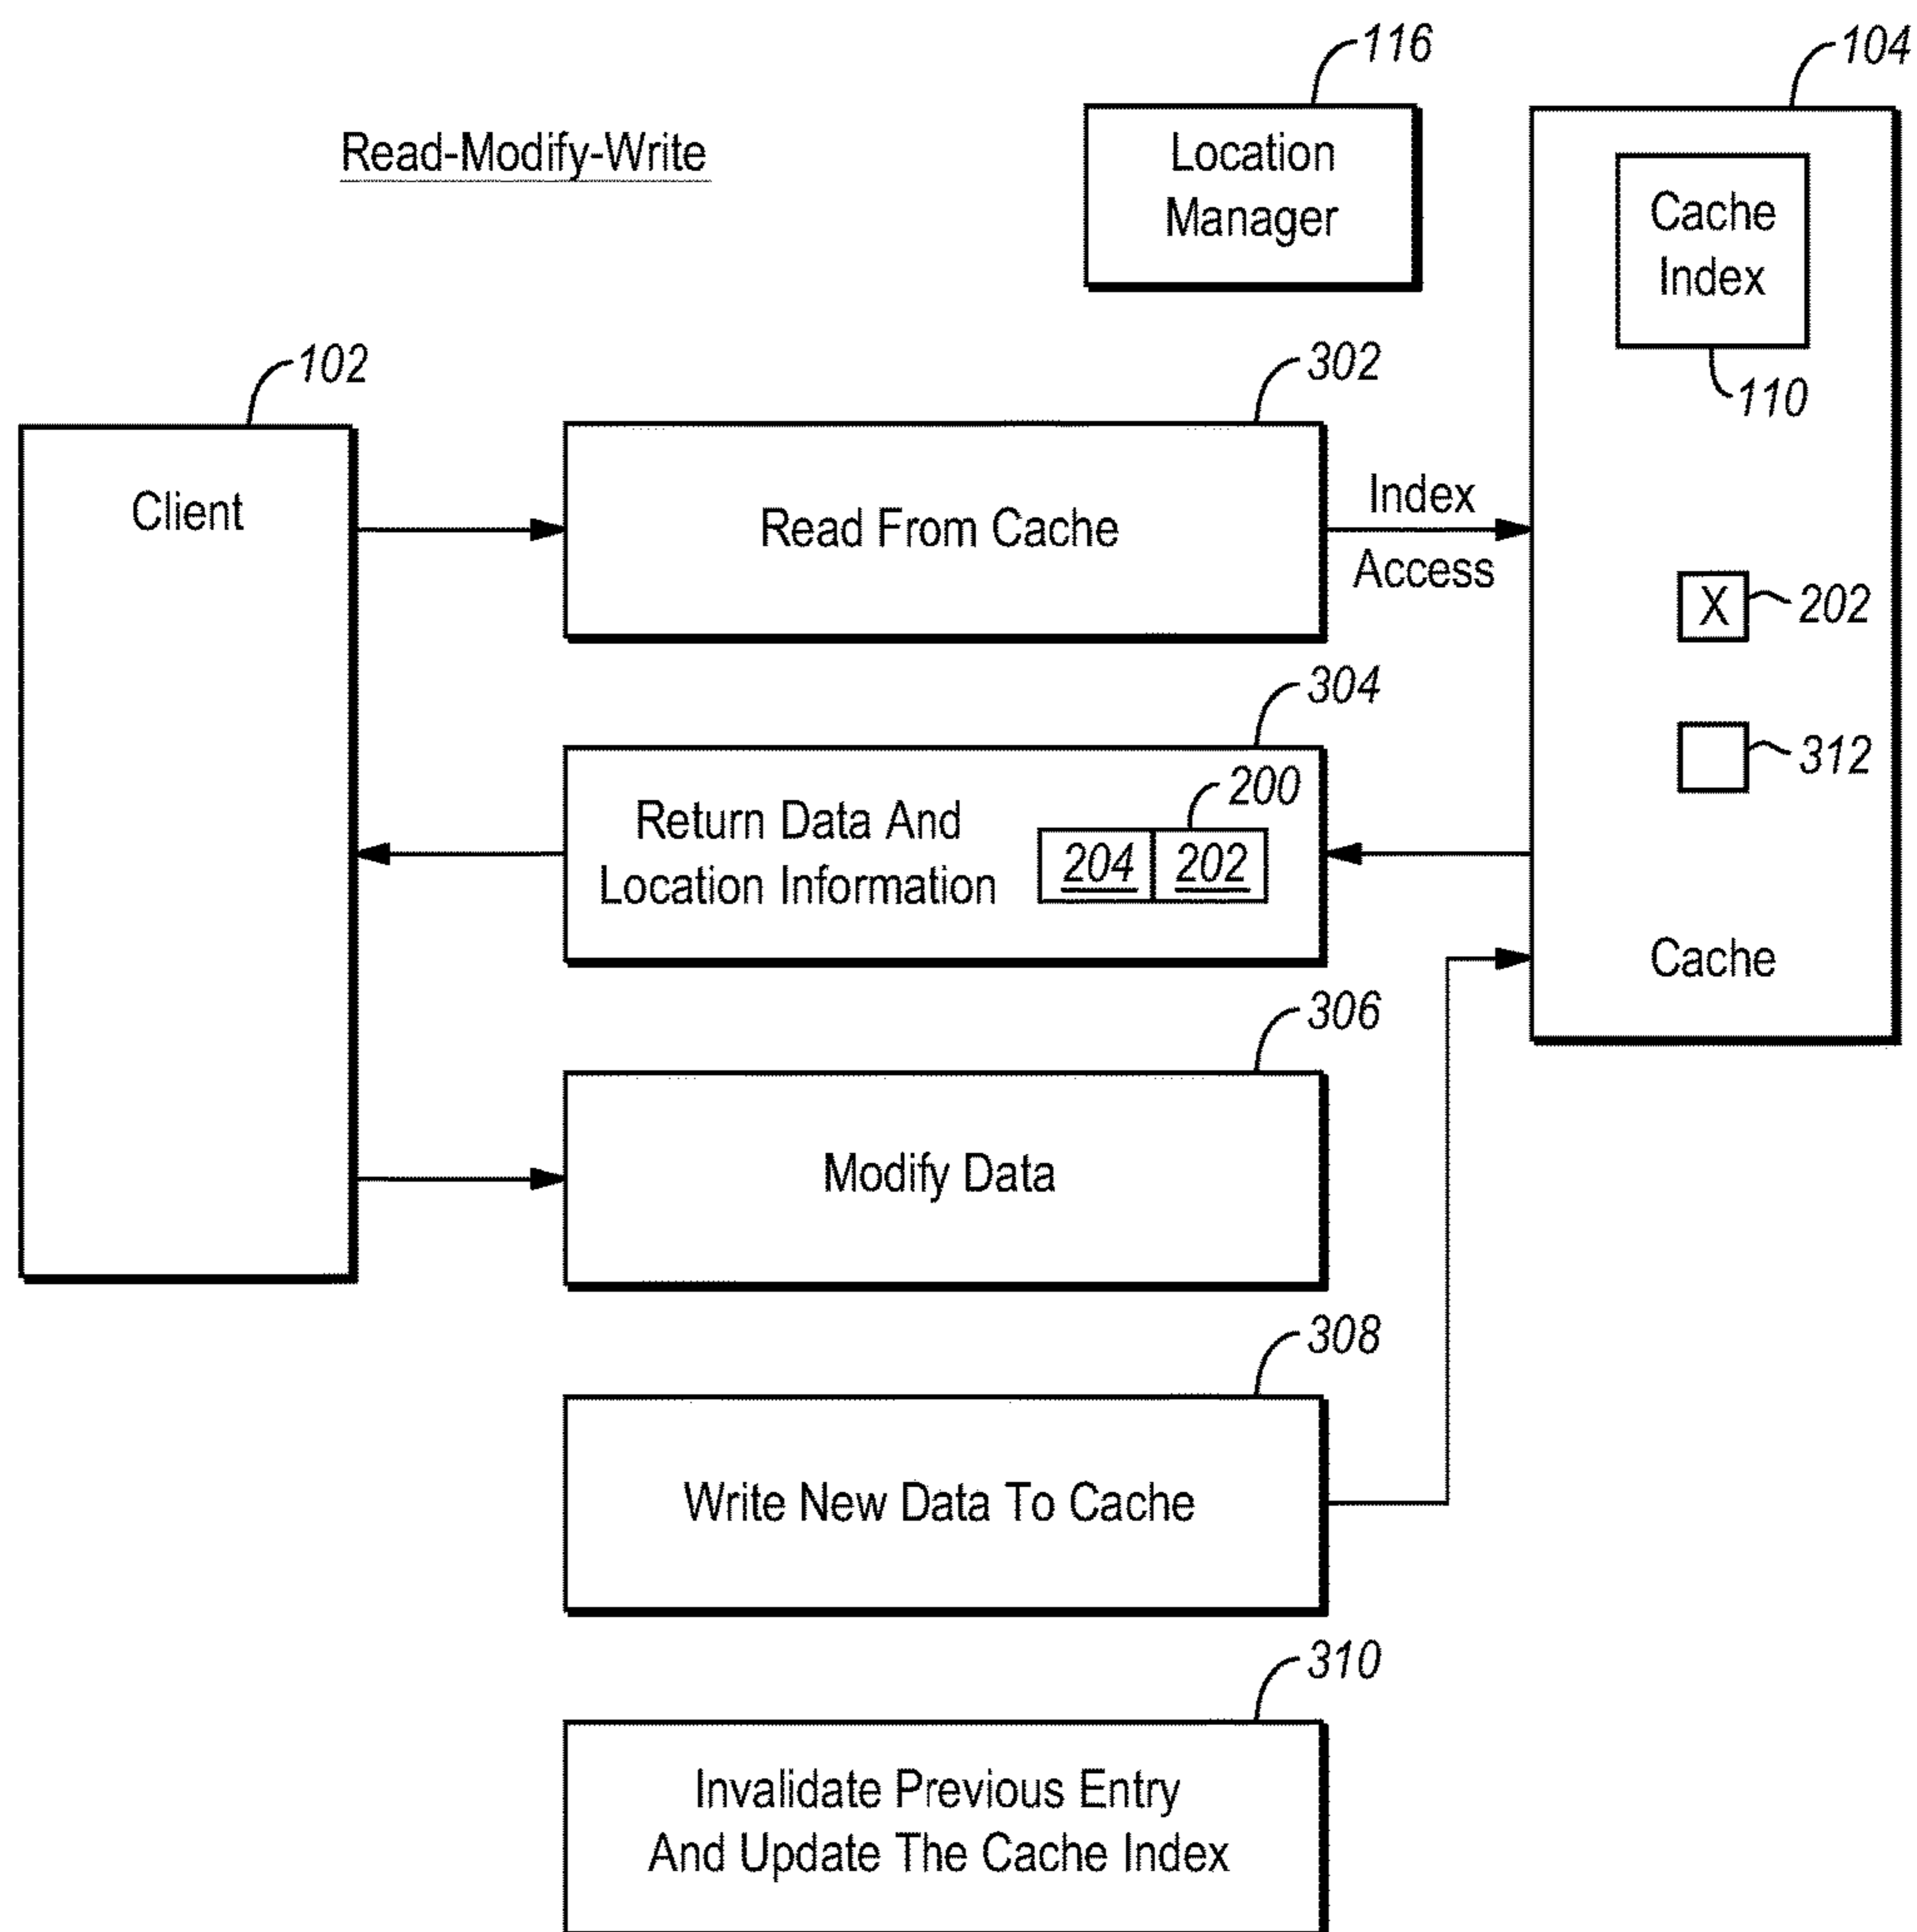 116
104
Read-Modify-Write
Location
Manager
Cache
Index
110
102
302
Client
Read From Cache
Index
Access
X
202
304
312
200
Return Data And
Location Information
204
202
Cache
306
Modify Data
308
Write New Data To Cache
310
Invalidate Previous Entry
And Update The Cache Index